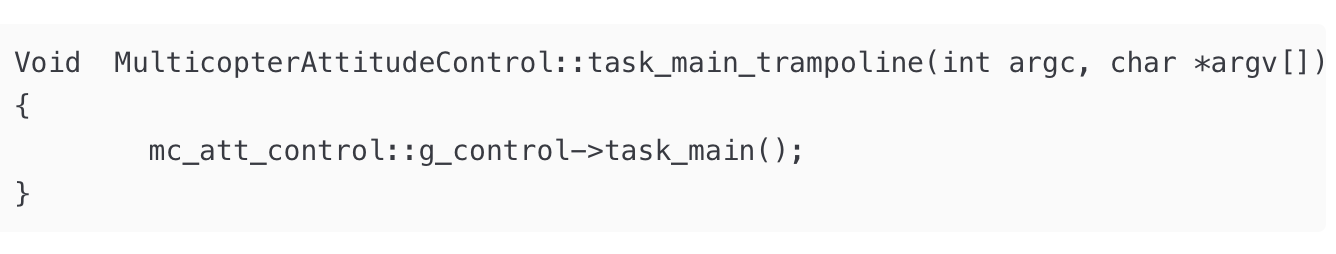 Void  MulticopterAttitudeControl::task_main_trampoline(int argc, char *argv[])
{
        mc_att_control::g_control->task_main();
}